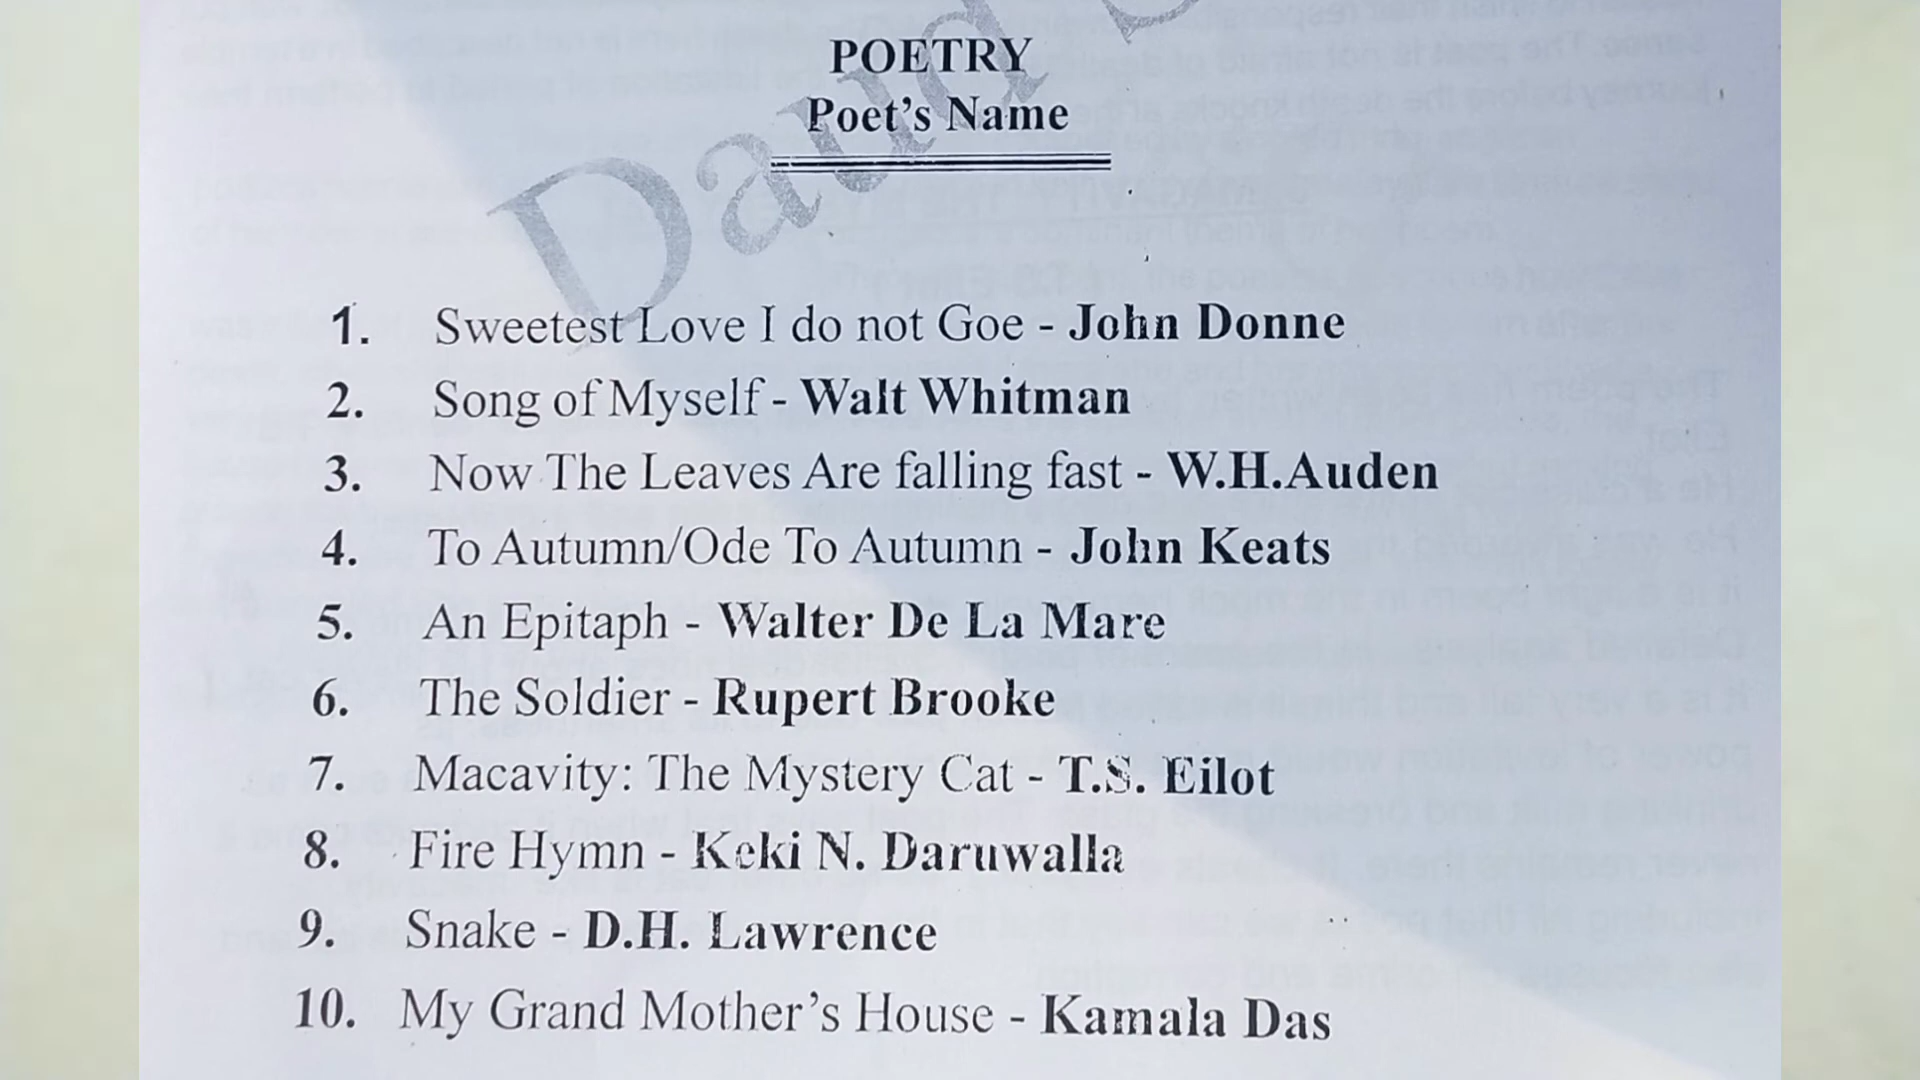 POETRY
Poet's Name
1. Sweetest Love I do not Goe - John Donne
2. Song of Myself - Walt Whitman
3. Now The Leaves Are falling fast - W.H.Auden
4. To Autumn/Ode To Autumn - John Keats
5. An Epitaph - Walter De La Mare
6. The Soldier - Rupert Brooke
7. Macavity: The Mystery Cat - T.S. Eilot
8. Fire Hymn - Keki N. Daruwalla
9. Snake - D.H. Lawrence
10. My Grand Mother's House - Kamala Das
Daud